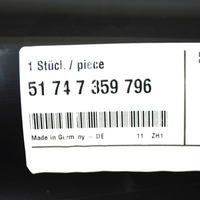 1 Stück / piece
51 74 7 359 796
Made in Germany - DE 11 ZH1